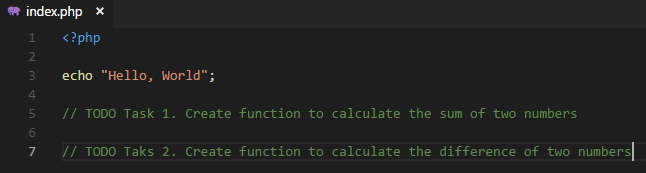 index.php ×
1 <?php
2
3 echo "Hello, World";
4
5 // TODO Task 1. Create function to calculate the sum of two numbers
6
7 // TODO Taks 2. Create function to calculate the difference of two numbers